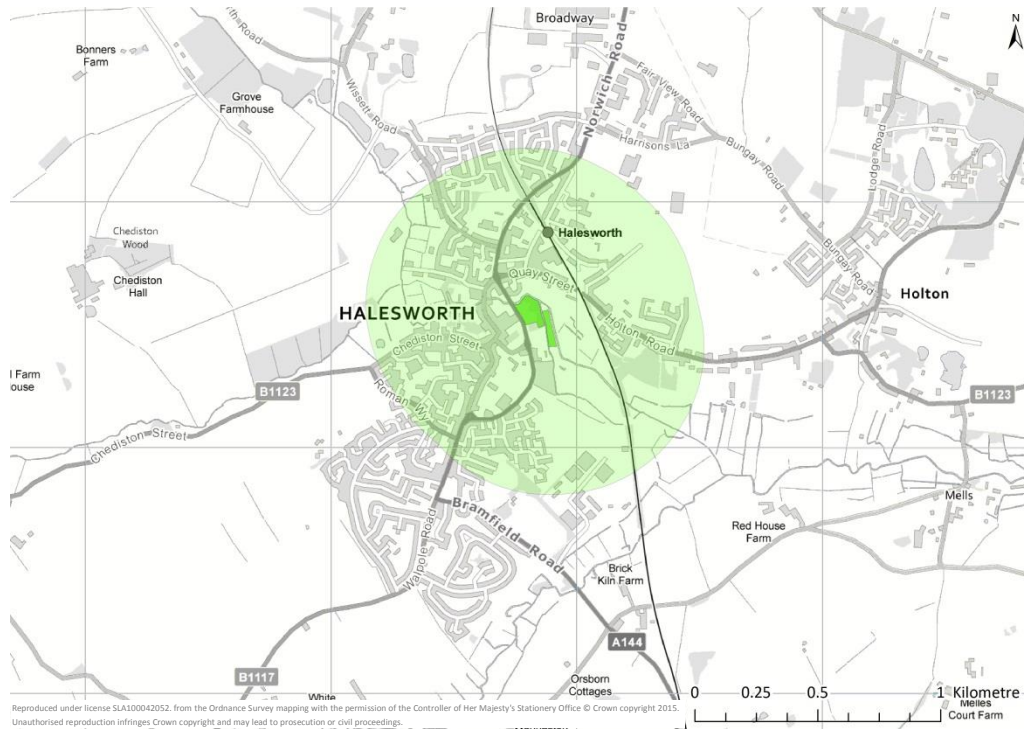 Broadway
N
Bonners
Farm
Norwich Road
Road
Fair View Road
Grove
Farmhouse
Wissett Road
Harrisons La
Bungay Road
Lodge Road
Halesworth
Chediston
Wood
Bungay Road
Quay Street
Chediston
Hall
Holton
HALESWORTH
Holton Road
Chediston Street
Farm
B1123
Roman Wy
B1123
Chediston Street
Mells
Bramfield Road
Red House
Farm
Walpole Road
Brick
Kiln Farm
A144
B1117
Orsborn
Cottages
White
0 0.25 0.5 1 Kilometre
Melles
Court Farm
Reproduced under license SLA100042052. from the Ordnance Survey mapping with the permission of the Controller of Her Majesty's Stationery Office © Crown copyright 2015.
Unauthorised reproduction infringes Crown copyright and may lead to prosecution or civil proceedings.